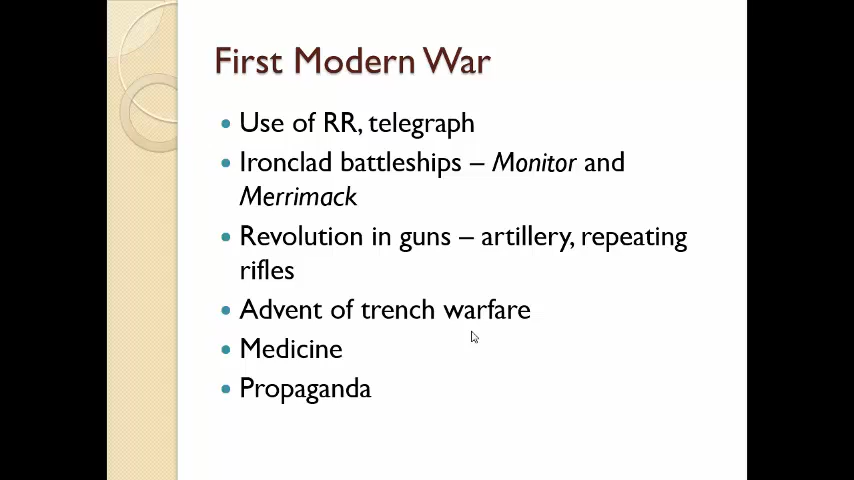 First Modern War
• Use of RR, telegraph
• Ironclad battleships – Monitor and
Merrimack
• Revolution in guns – artillery, repeating
rifles
• Advent of trench warfare
• Medicine
• Propaganda